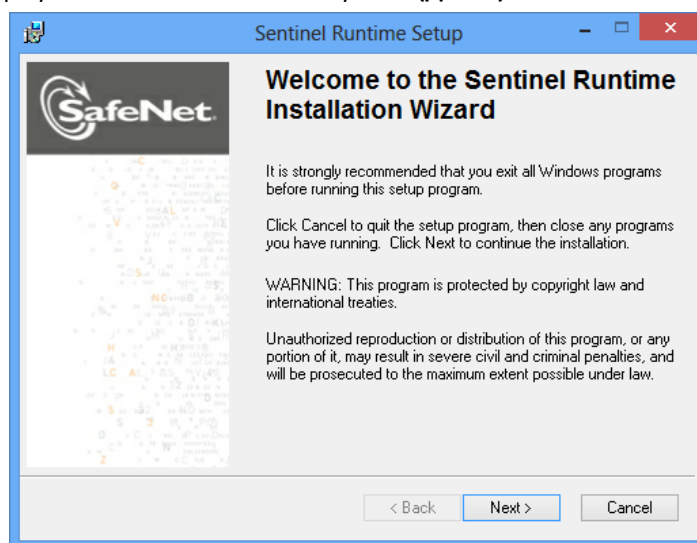 Sentinel Runtime Setup
SafeNet.
Welcome to the Sentinel Runtime
Installation Wizard
It is strongly recommended that you exit all Windows programs
before running this setup program.
Click Cancel to quit the setup program, then close any programs
you have running. Click Next to continue the installation.
WARNING: This program is protected by copyright law and
international treaties.
Unauthorized reproduction or distribution of this program, or any
portion of it, may result in severe civil and criminal penalties, and
will be prosecuted to the maximum extent possible under law.
< Back
Next >
Cancel